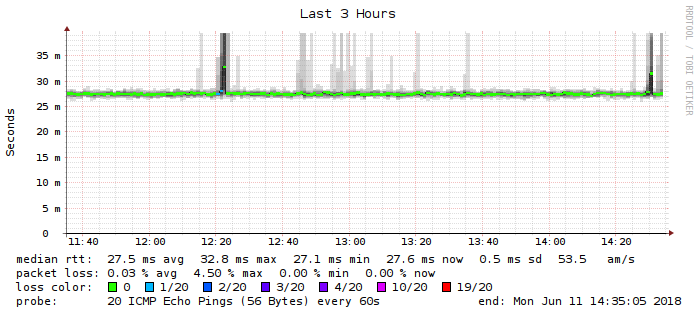 Last 3 Hours
RRDTOOL / TOBI OETIKER
Seconds
35 m
30 m
25 m
20 m
15 m
10 m
5 m
0
11:40 12:00 12:20 12:40 13:00 13:20 13:40 14:00 14:20
median rtt: 27.5 ms avg 32.8 ms max 27.1 ms min 27.6 ms now 0.5 ms sd 53.5 am/s
packet loss: 0.03 % avg 4.50 % max 0.00 % min 0.00 % now
loss color: 0 1/20 2/20 3/20 4/20 10/20 19/20
probe: 20 ICMP Echo Pings (56 Bytes) every 60s end: Mon Jun 11 14:35:05 2018